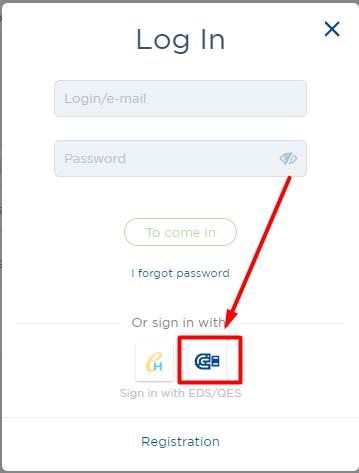 Log In
Login/e-mail
Password
To come in
I forgot password
Or sign in with
Sign in with EDS/QES
Registration